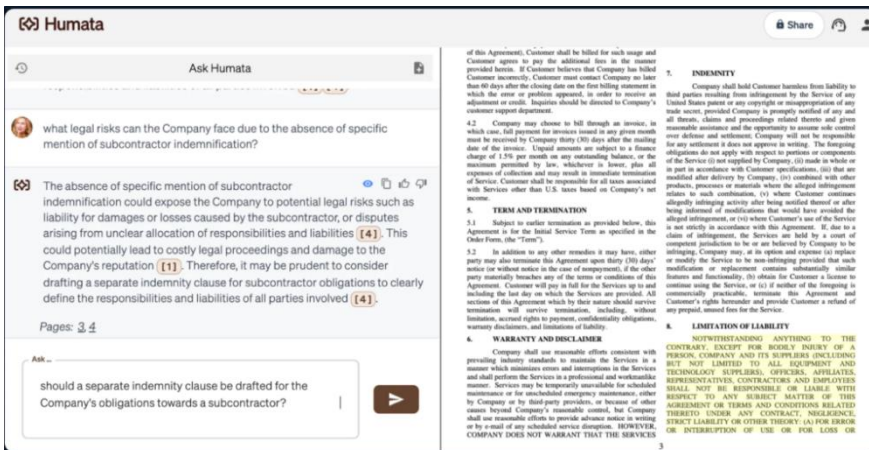 Humata
Share
Ask Humata
what legal risks can the Company face due to the absence of specific
mention of subcontractor indemnification?
The absence of specific mention of subcontractor
indemnification could expose the Company to potential legal risks such as
liability for damages or losses caused by the subcontractor, or disputes
arising from unclear allocation of responsibilities and liabilities [4]. This
could potentially lead to costly legal proceedings and damage to the
Company's reputation [1]. Therefore, it may be prudent to consider
drafting a separate indemnity clause for subcontractor obligations to clearly
define the responsibilities and liabilities of all parties involved [4].
Pages: 3, 4
Ask ...
should a separate indemnity clause be drafted for the
Company's obligations towards a subcontractor?
of this Agreement), Customer shall be billed for such usage and
Customer agrees to pay the additional fees in the manner
provided herein. If Customer believes that Company has billed
Customer incorrectly, Customer must contact Company no later
than 60 days after the closing date on the first billing statement in
which the error or problem appeared, in order to receive an
adjustment or credit. Inquiries should be directed to Company's
customer support department.
4.2 Company may choose to bill through an invoice, in
which case, full payment for invoices issued in any given month
must be received by Company thirty (30) days after the mailing
date of the invoice. Unpaid amounts are subject to a finance
charge of 1.5% per month on any outstanding balance, or the
maximum permitted by law, whichever is lower, plus all
expenses of collection and may result in immediate termination
of Service. Customer shall be responsible for all taxes associated
with Services other than U.S. taxes based on Company's net
income.
5. TERM AND TERMINATION
5.1 Subject to earlier termination as provided below, this
Agreement is for the Initial Service Term as specified in the
Order Form, (the "Term").
5.2 In addition to any other remedies it may have, either
party may also terminate this Agreement upon thirty (30) days'
notice (or without notice in the case of nonpayment), if the other
party materially breaches any of the terms or conditions of this
Agreement. Customer will pay in full for the Services up to and
including the last day on which the Services are provided. All
sections of this Agreement which by their nature should survive
termination will survive termination, including, without
limitation, accrued rights to payment, confidentiality obligations,
warranty disclaimers, and limitations of liability.
6. WARRANTY AND DISCLAIMER
Company shall use reasonable efforts consistent with
prevailing industry standards to maintain the Services in a
manner which minimizes errors and interruptions in the Services
and shall perform the Services in a professional and workmanlike
manner. Services may be temporarily unavailable for scheduled
maintenance or for unscheduled emergency maintenance, either
by Company or by third-party providers, or because of other
causes beyond Company's reasonable control, but Company
shall use reasonable efforts to provide advance notice in writing
or by e-mail of any scheduled service disruption. HOWEVER,
COMPANY DOES NOT WARRANT THAT THE SERVICES
7. INDEMNITY
Company shall hold Customer harmless from liability to
third parties resulting from infringement by the Service of any
United States patent or any copyright or misappropriation of any
trade secret, provided Company is promptly notified of any and
all threats, claims and proceedings related thereto and given
reasonable assistance and the opportunity to assume sole control
over defense and settlement; Company will not be responsible
for any settlement it does not approve in writing. The foregoing
obligations do not apply with respect to portions or components
of the Service (i) not supplied by Company, (ii) made in whole or
in part in accordance with Customer specifications, (iii) that are
modified after delivery by Company, (iv) combined with other
products, processes or materials where the alleged infringement
relates to such combination, (v) where Customer continues
allegedly infringing activity after being notified thereof or after
being informed of modifications that would have avoided the
alleged infringement, or (vi) where Customer's use of the Service
is not strictly in accordance with this Agreement. If, due to a
claim of infringement, the Services are held by a court of
competent jurisdiction to be or are believed by Company to be
infringing, Company may, at its option and expense (a) replace
or modify the Service to be non-infringing provided that such
modification or replacement contains substantially similar
features and functionality, (b) obtain for Customer a license to
continue using the Service, or (c) if neither of the foregoing is
commercially practicable, terminate this Agreement and
Customer's rights hereunder and provide Customer a refund of
any prepaid, unused fees for the Service.
8. LIMITATION OF LIABILITY
NOTWITHSTANDING ANYTHING TO THE
CONTRARY, EXCEPT FOR BODILY INJURY OF A
PERSON, COMPANY AND ITS SUPPLIERS (INCLUDING
BUT NOT LIMITED TO ALL EQUIPMENT AND
TECHNOLOGY SUPPLIERS), OFFICERS, AFFILIATES,
REPRESENTATIVES, CONTRACTORS AND EMPLOYEES
SHALL NOT BE RESPONSIBLE OR LIABLE WITH
RESPECT TO ANY SUBJECT MATTER OF THIS
AGREEMENT OR TERMS AND CONDITIONS RELATED
THERETO UNDER ANY CONTRACT, NEGLIGENCE,
STRICT LIABILITY OR OTHER THEORY: (A) FOR ERROR
OR INTERRUPTION OF USE OR FOR LOSS OR
3